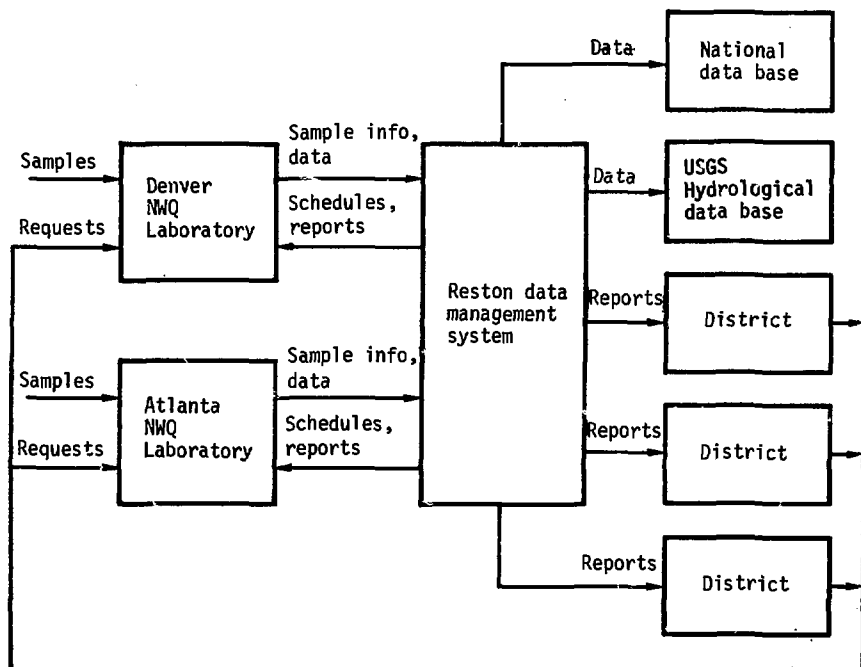 Data
National
data base
Samples
Requests
Denver
NWQ
Laboratory
Sample info,
data
Schedules,
reports
Data
USGS
Hydrological
data base
Reston data
management
system
Reports
District
Samples
Requests
Atlanta
NWQ
Laboratory
Sample info,
data
Schedules,
reports
Reports
District
Reports
District